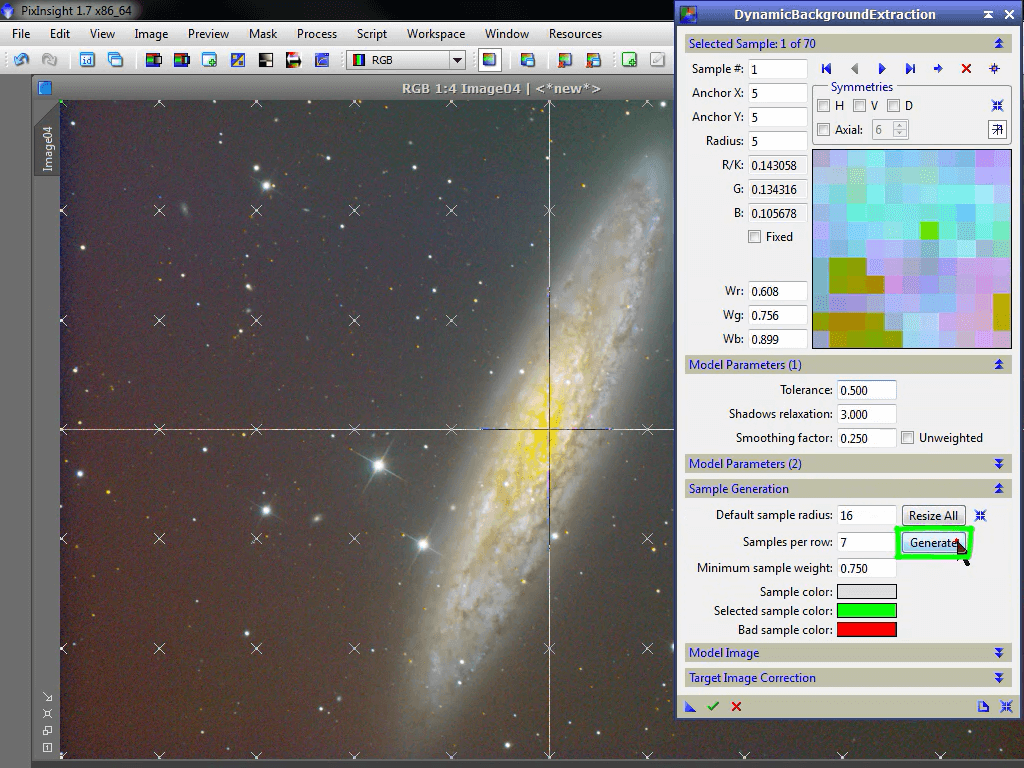 PixInsight 1.7 x86_64
File Edit View Image Preview Mask Process Script Workspace Window Resources
id RGB
RGB 1:4 Image04 | <*new*>
Image04
DynamicBackgroundExtraction
Selected Sample: 1 of 70
Sample #: 1
Anchor X: 5
Anchor Y: 5
Radius: 5
R/K: 0.143058
G: 0.134316
B: 0.105678
Fixed
Wr: 0.608
Wg: 0.756
Wb: 0.899
Symmetries
H V D
Axial: 6
Model Parameters (1)
Tolerance: 0.500
Shadows relaxation: 3.000
Smoothing factor: 0.250 Unweighted
Model Parameters (2)
Sample Generation
Default sample radius: 16 Resize All
Samples per row: 7 Generate
Minimum sample weight: 0.750
Sample color:
Selected sample color:
Bad sample color:
Model Image
Target Image Correction